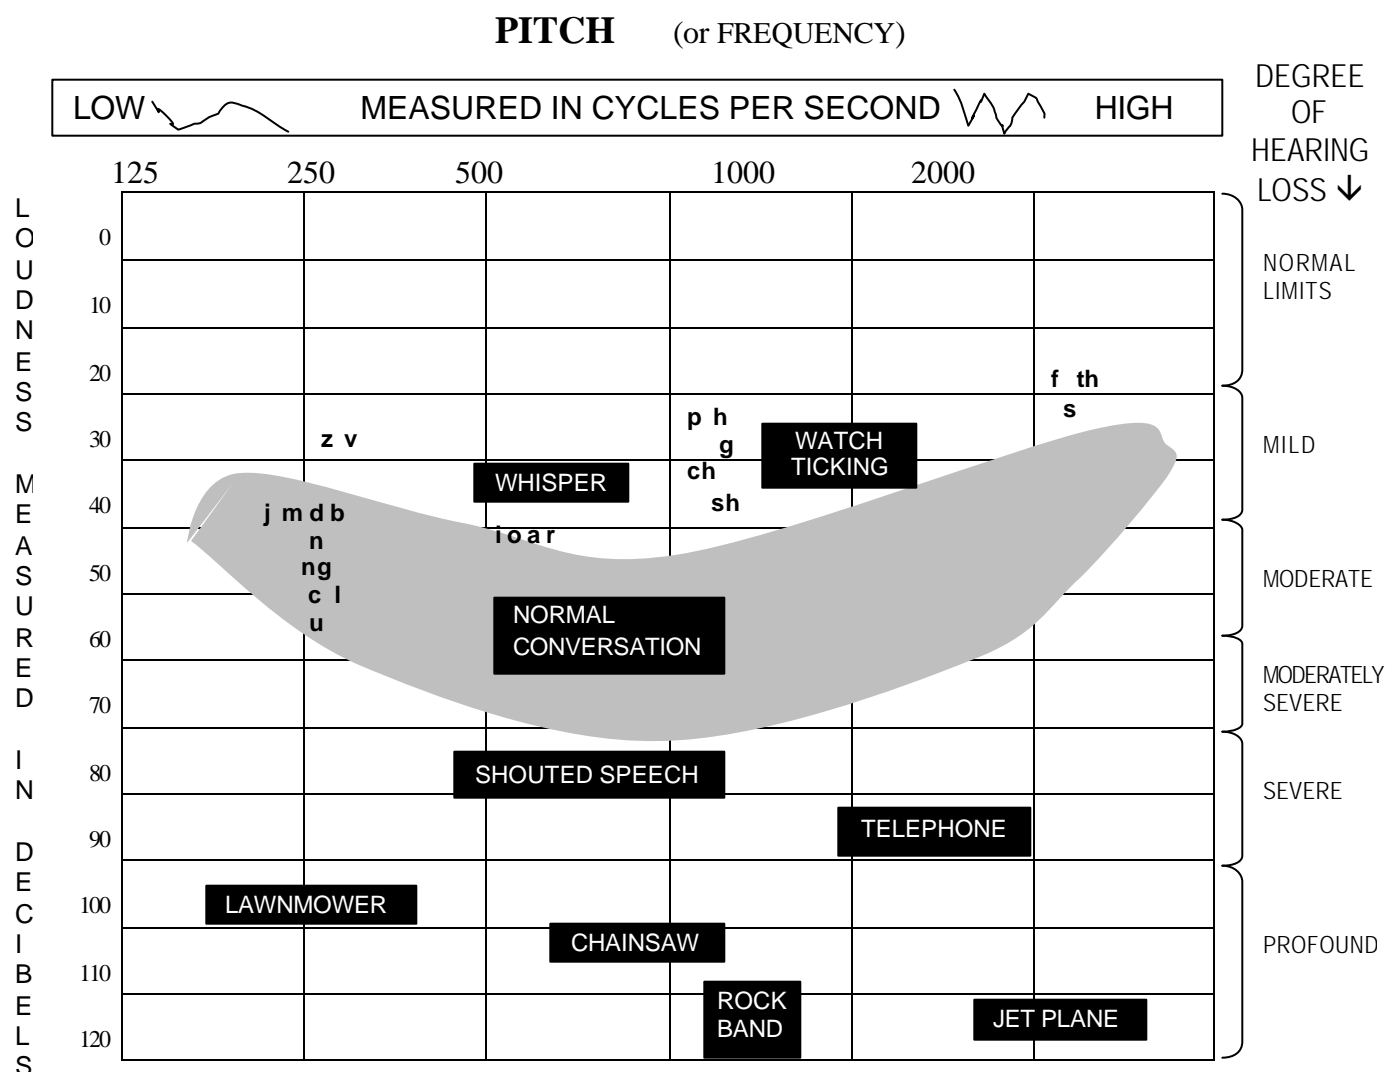 PITCH (or FREQUENCY)
LOW MEASURED IN CYCLES PER SECOND HIGH
DEGREE
OF
HEARING
LOSS ↓
125 250 500 1000 2000
LOUDNESS MEASURED IN DECIBELS
0
10
20
30
40
50
60
70
80
90
100
110
120
f th
s
z v
p h
g
ch
sh
WATCH
TICKING
WHISPER
j m d b
n
ng
c l
u
i o a r
NORMAL
CONVERSATION
SHOUTED SPEECH
TELEPHONE
LAWNMOWER
CHAINSAW
ROCK
BAND
JET PLANE
NORMAL
LIMITS
MILD
MODERATE
MODERATELY
SEVERE
SEVERE
PROFOUND